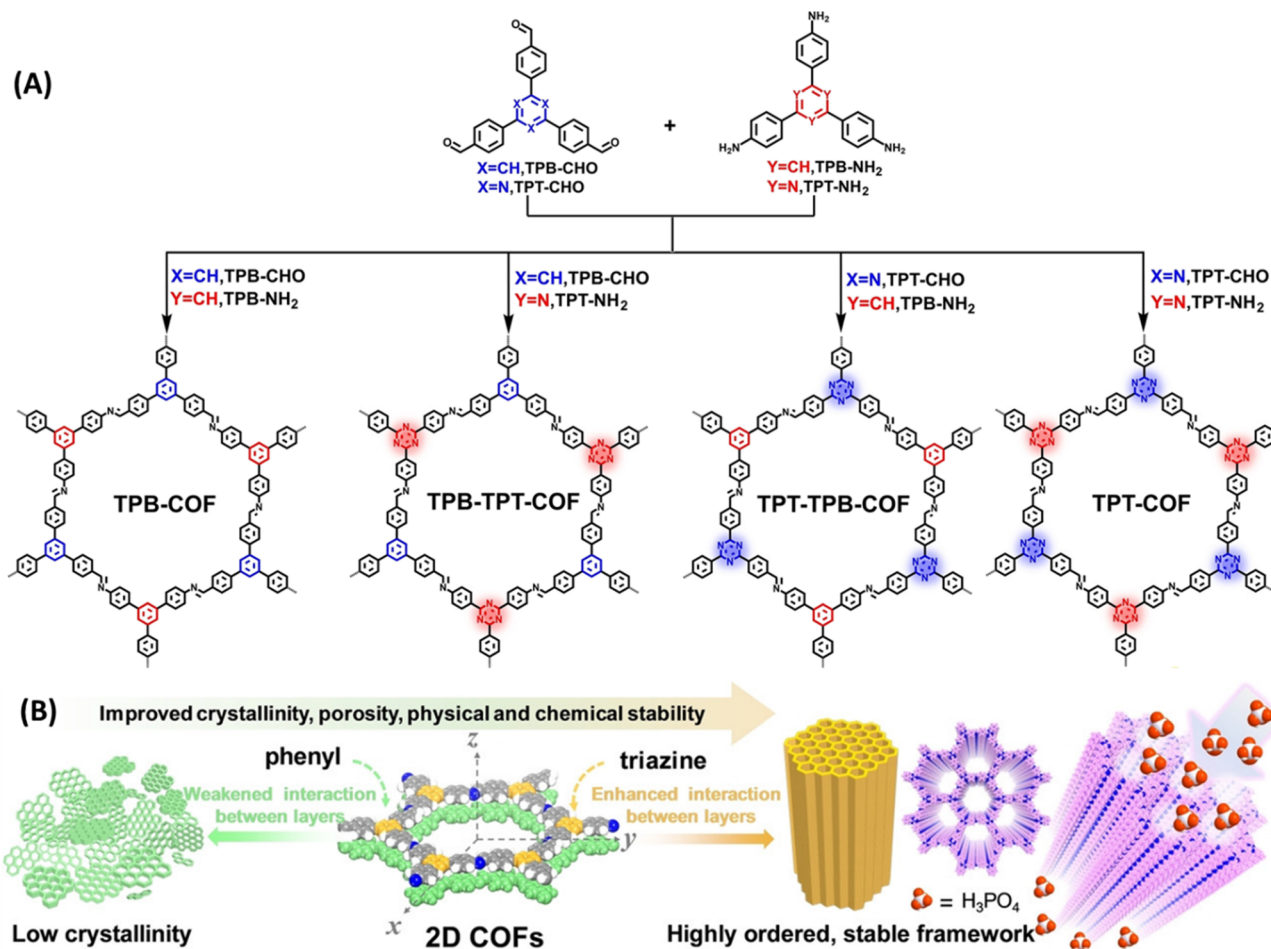 (A)
O
NH₂
X
X
X
Y
Y
Y
+
O
O
H₂N
NH₂
X=CH,TPB-CHO
X=N,TPT-CHO
Y=CH,TPB-NH₂
Y=N,TPT-NH₂
X=CH,TPB-CHO
Y=CH,TPB-NH₂
X=CH,TPB-CHO
Y=N,TPT-NH₂
X=N,TPT-CHO
Y=CH,TPB-NH₂
X=N,TPT-CHO
Y=N,TPT-NH₂
TPB-COF
TPB-TPT-COF
TPT-TPB-COF
TPT-COF
(B)
Improved crystallinity, porosity, physical and chemical stability
phenyl
z
triazine
Weakened interaction
between layers
Enhanced interaction
between layers
y
x
= H₃PO₄
Low crystallinity
2D COFs
Highly ordered, stable framework